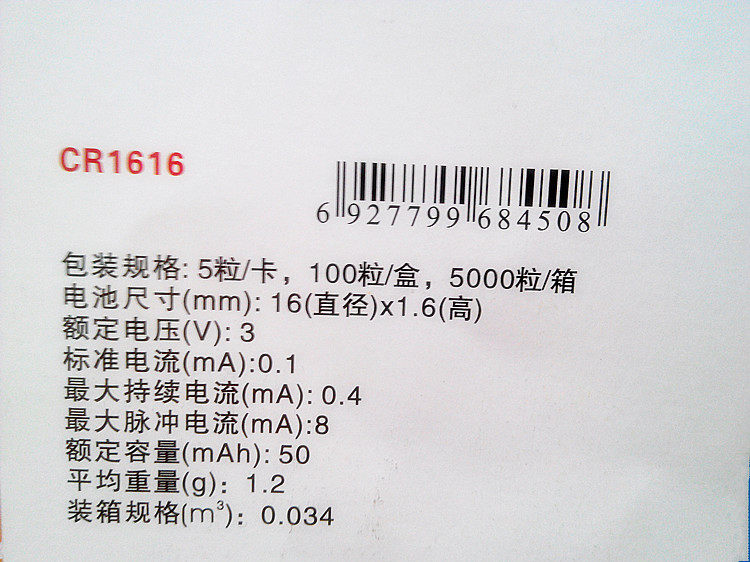 CR1616
6 927799 684508
包装规格: 5粒/卡，100粒/盒，5000粒/箱
电池尺寸(mm): 16(直径)x1.6(高)
额定电压(V): 3
标准电流(mA):0.1
最大持续电流(mA): 0.4
最大脉冲电流(mA):8
额定容量(mAh): 50
平均重量(g)：1.2
装箱规格(m³)：0.034